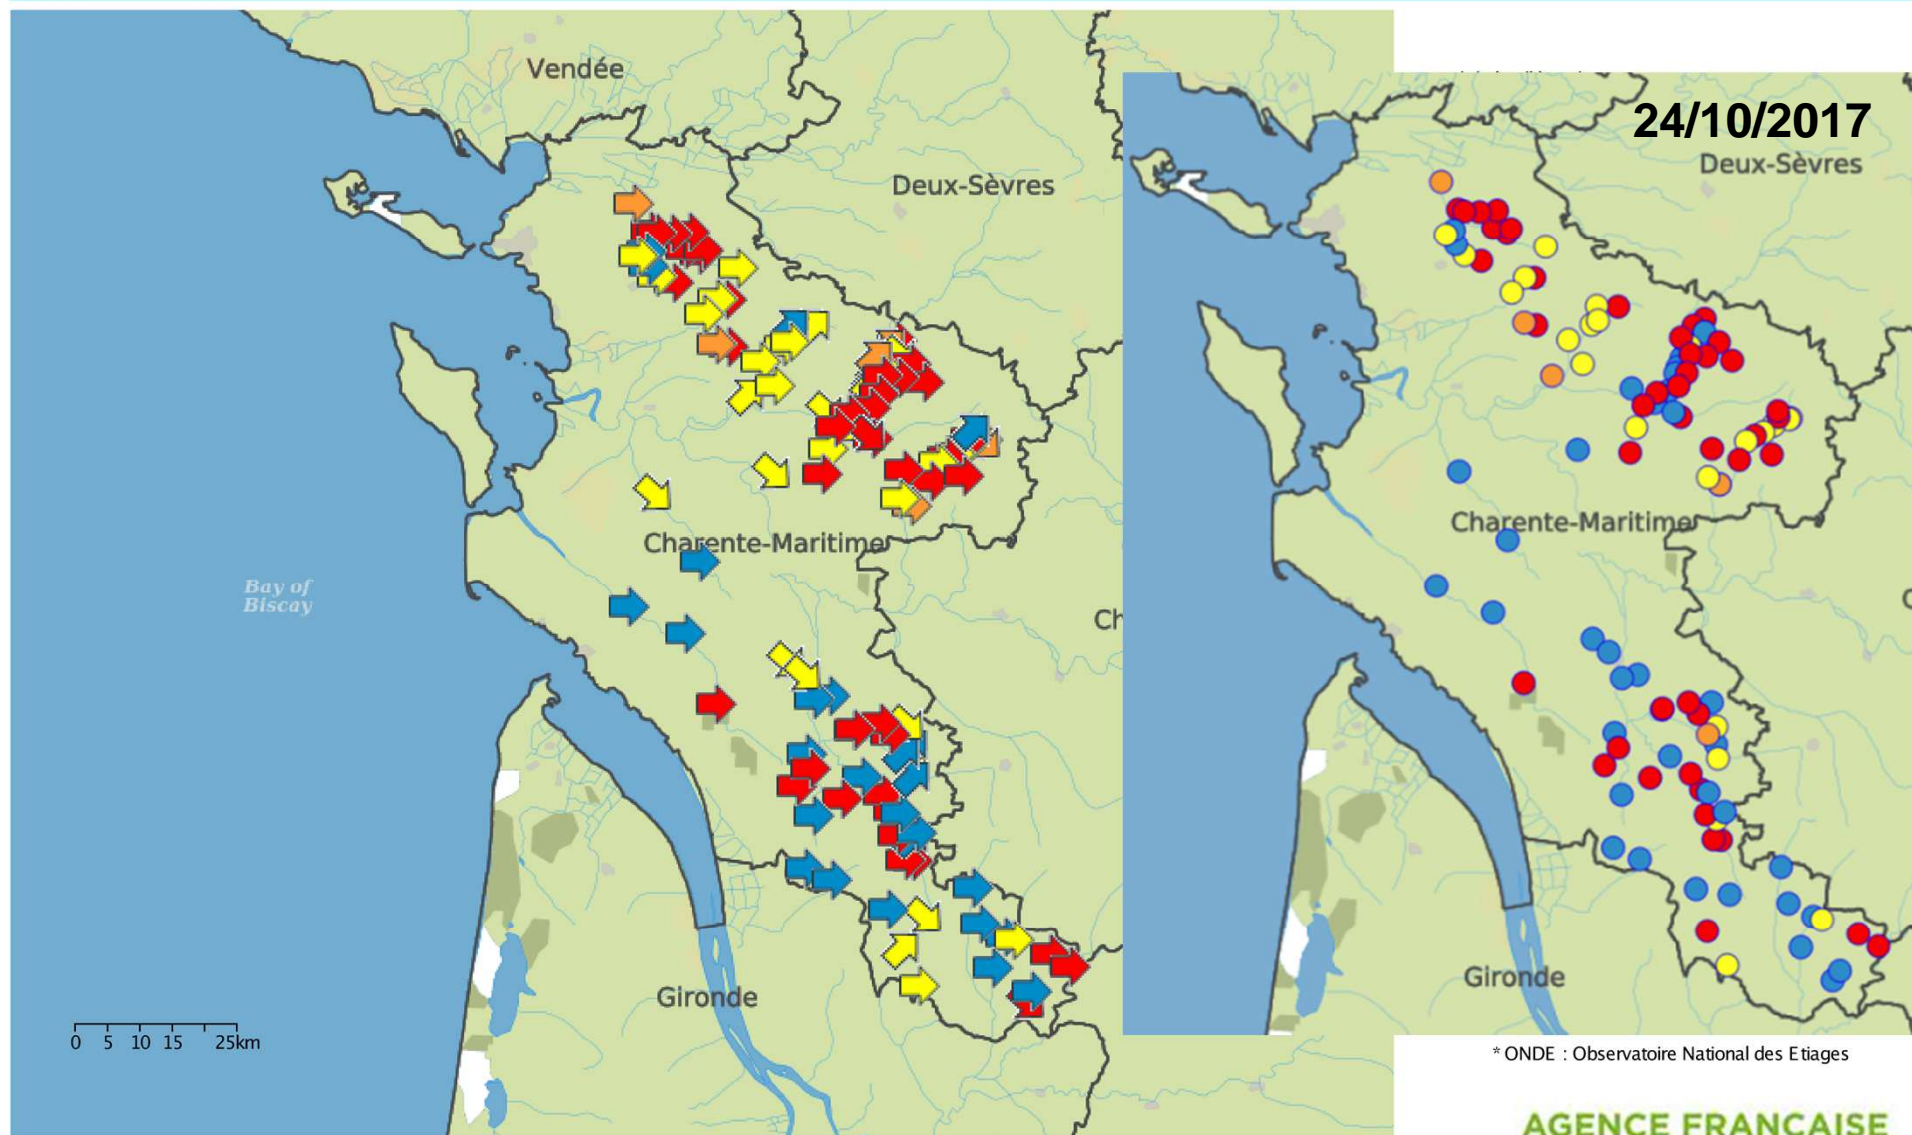 Vendée
24/10/2017
Deux-Sèvres
Deux-Sèvres
Charente-Maritime
Charente-Maritime
Bay of
Biscay
Ch
C
Gironde
Gironde
0 5 10 15 25km
* ONDE : Observatoire National des Etiages
AGENCE FRANCAISE